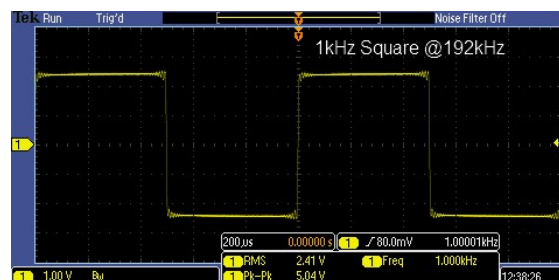 Tek Run Trig'd Noise Filter Off
1kHz Square @192kHz
1
200µs 0.00000 s 1 80.0mV 1.00001kHz
1 RMS 2.41 V 1 Freq 1.000kHz
1 1.00 V Bw 1 Pk-Pk 5.04 V 12:38:26